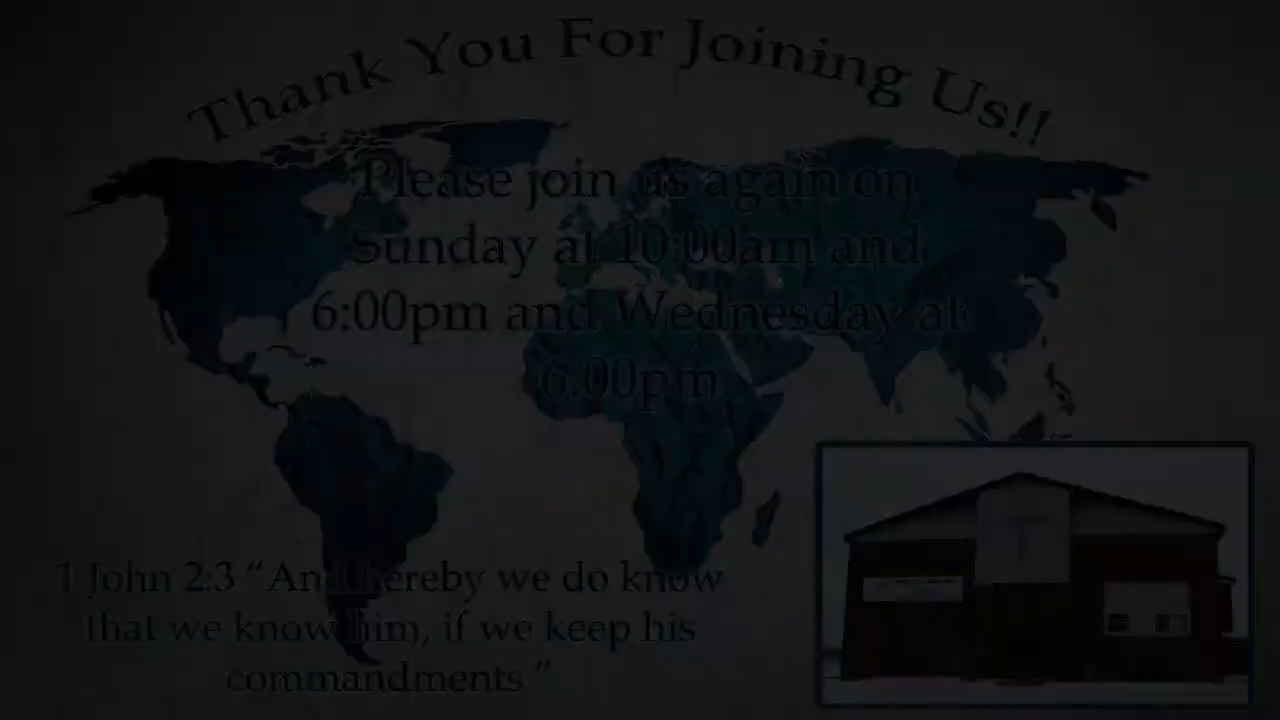 Thank You For Joining Us!!
Please join us again on
Sunday at 10:00am and
6:00pm and Wednesday at
6:00pm
1 John 2:3 “And hereby we do know
that we know him, if we keep his
commandments.”